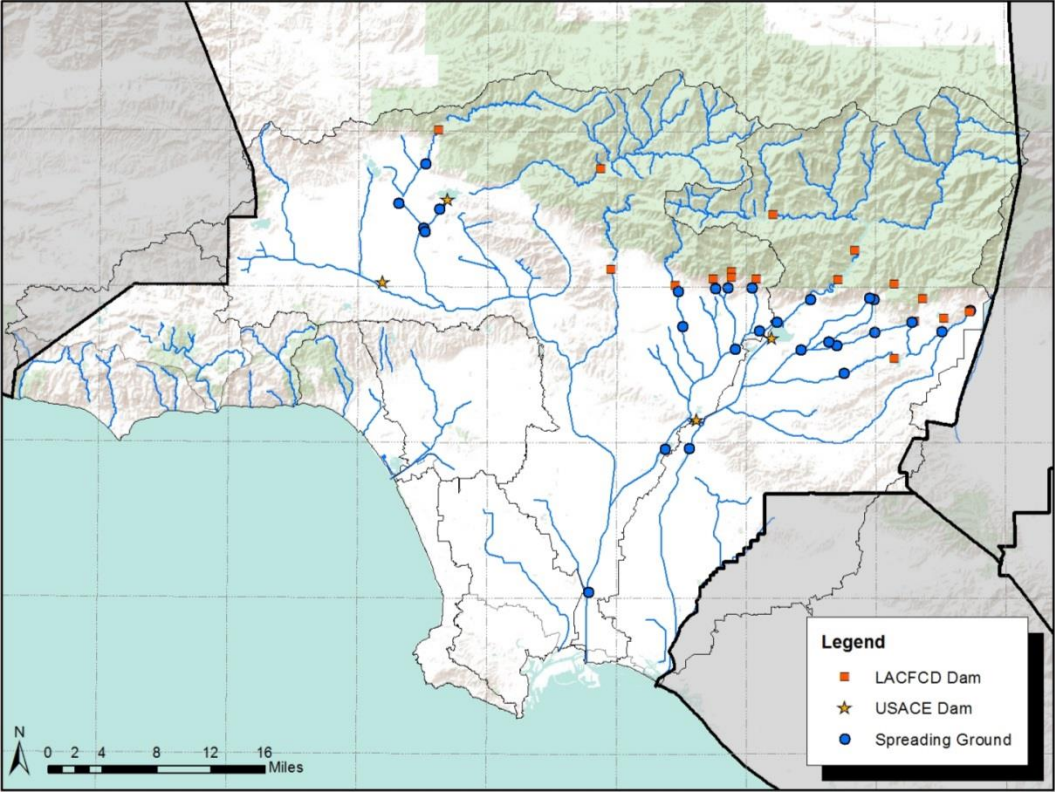 Legend
LACFCD Dam
USACE Dam
Spreading Ground
N
0 2 4 8 12 16
Miles